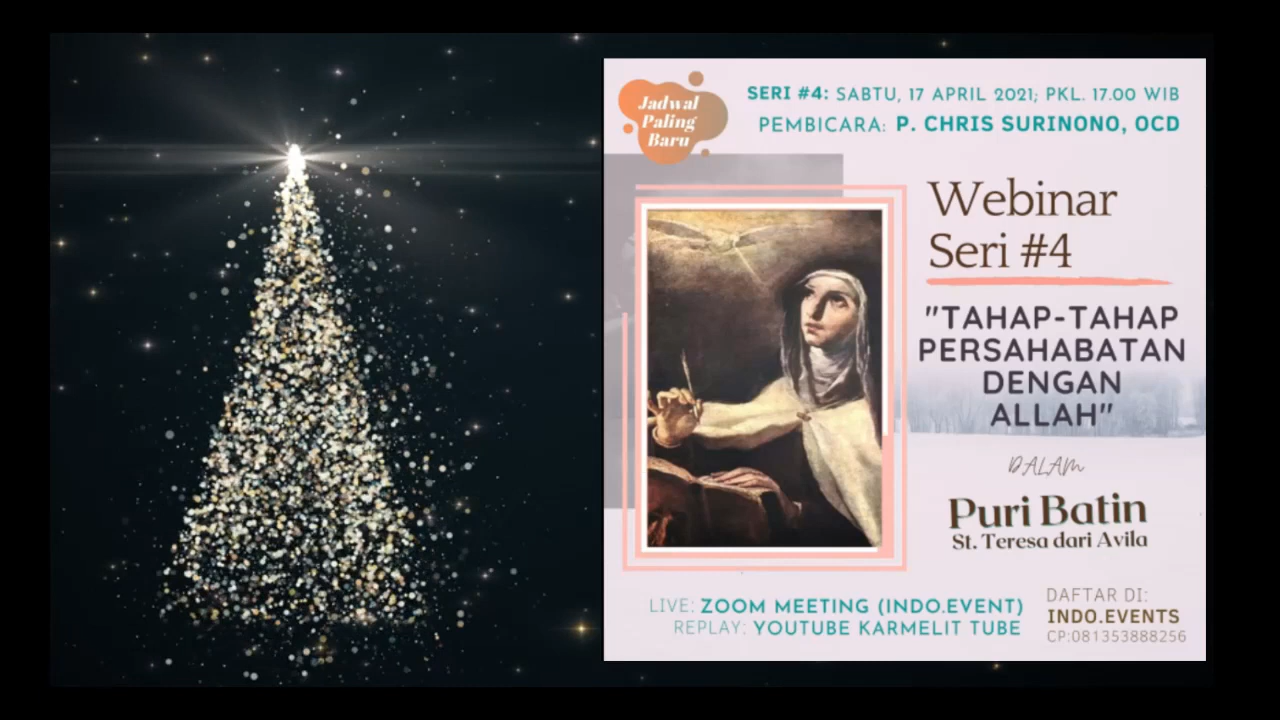 Jadwal
Paling
Baru
SERI #4: SABTU, 17 APRIL 2021; PKL. 17.00 WIB
PEMBICARA: P. CHRIS SURINONO, OCD
Webinar
Seri #4
"TAHAP-TAHAP
PERSAHABATAN
DENGAN
ALLAH"
DALAM
Puri Batin
St. Teresa dari Avila
LIVE: ZOOM MEETING (INDO.EVENT)
REPLAY: YOUTUBE KARMELIT TUBE
DAFTAR DI:
INDO.EVENTS
CP:081353888256